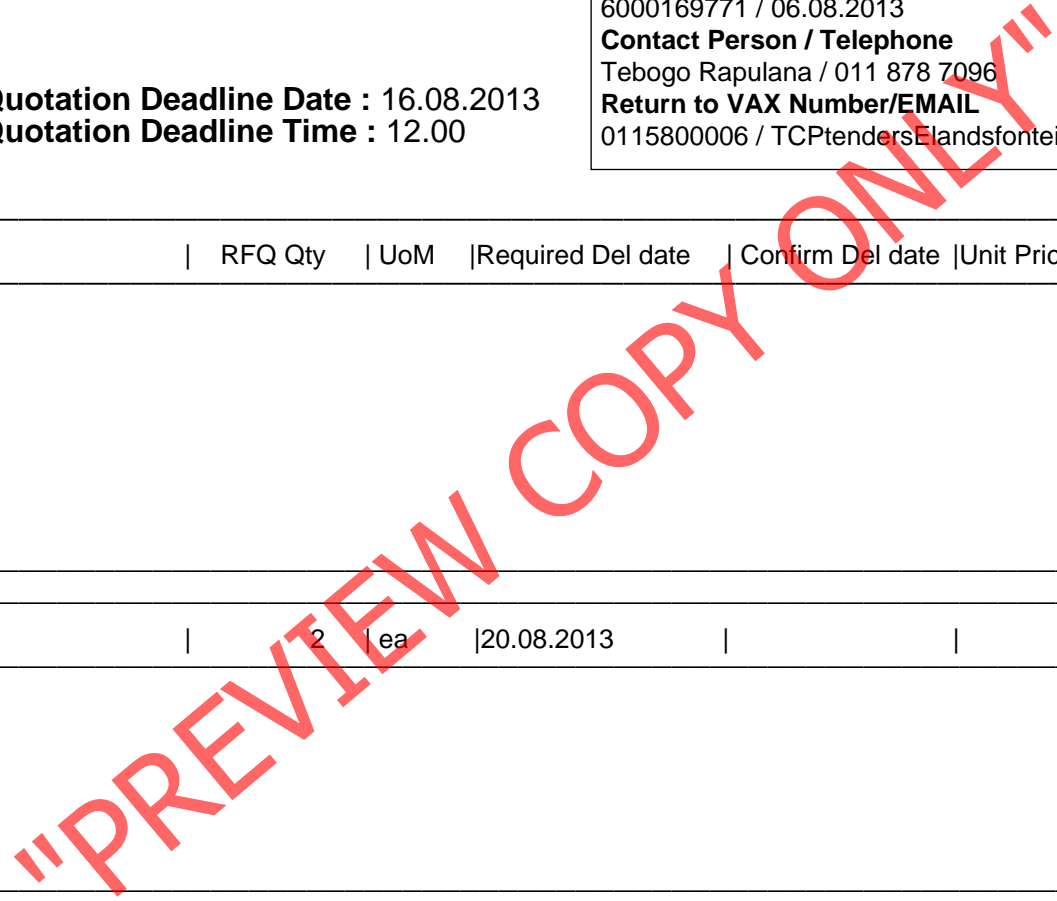 6000169771 / 06.08.2013
Contact Person / Telephone
Tebogo Rapulana / 011 878 7096
Return to VAX Number/EMAIL
0115800006 / TCPtendersElandsfontei
Quotation Deadline Date : 16.08.2013
Quotation Deadline Time : 12.00
| RFQ Qty | UoM |Required Del date | Confirm Del date |Unit Pric
| 2 | ea |20.08.2013 | |
"PREVIEW COPY ONLY"